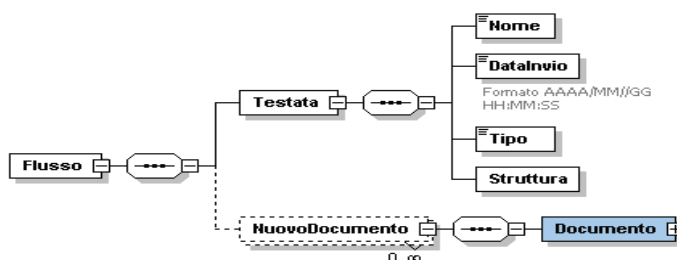 Nome
DataInvio
Formato AAAA/MM//GG
HH:MM:SS
Testata
Tipo
Flusso
Struttura
NuovoDocumento
Documento
0..∞